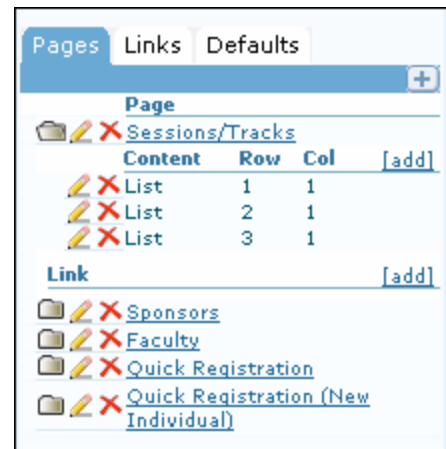 Pages Links Defaults
Page
Sessions/Tracks
Content Row Col [add]
List 1 1
List 2 1
List 3 1
Link [add]
Sponsors
Faculty
Quick Registration
Quick Registration (New
Individual)